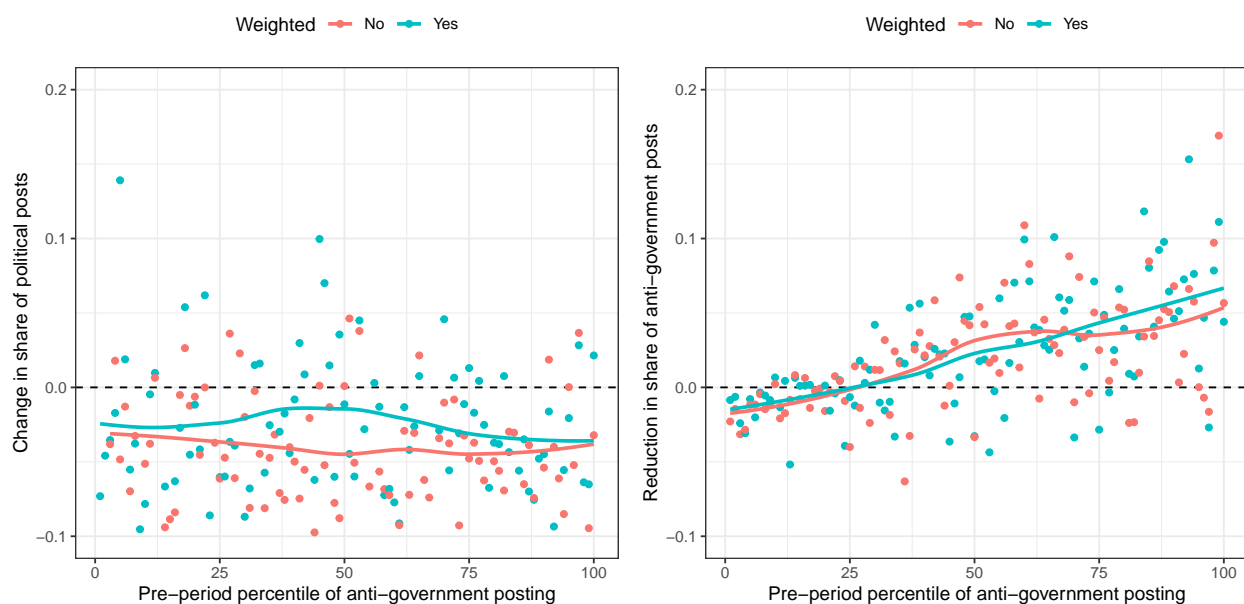 Weighted No Yes
Change in share of political posts
0.2
0.1
0.0
−0.1
0 25 50 75 100
Pre−period percentile of anti−government posting
Weighted No Yes
Reduction in share of anti−government posts
0.2
0.1
0.0
−0.1
0 25 50 75 100
Pre−period percentile of anti−government posting